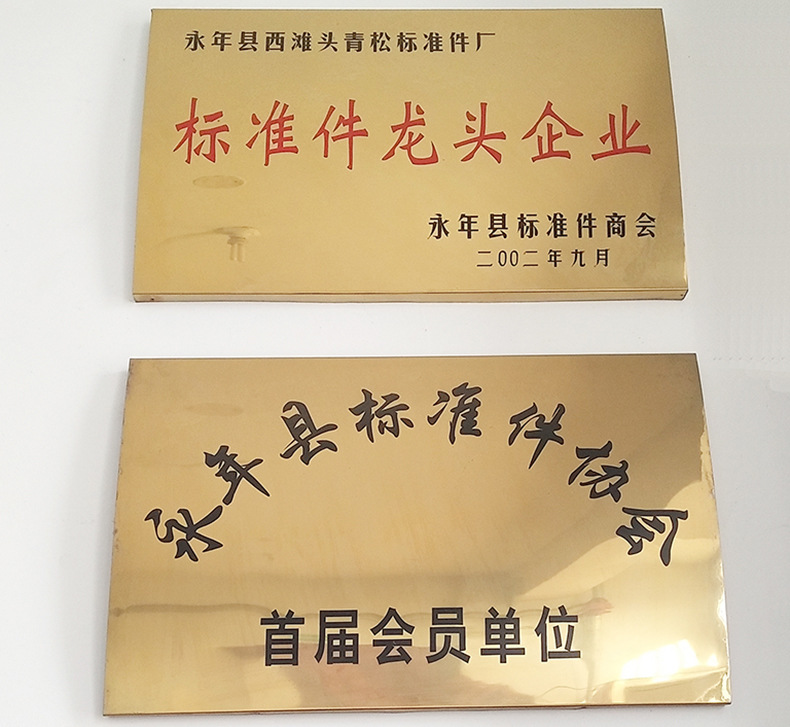 永年县西滩头青松标准件厂
标准件龙头企业
永年县标准件商会
二00二年九月
永年县标准件协会
首届会员单位